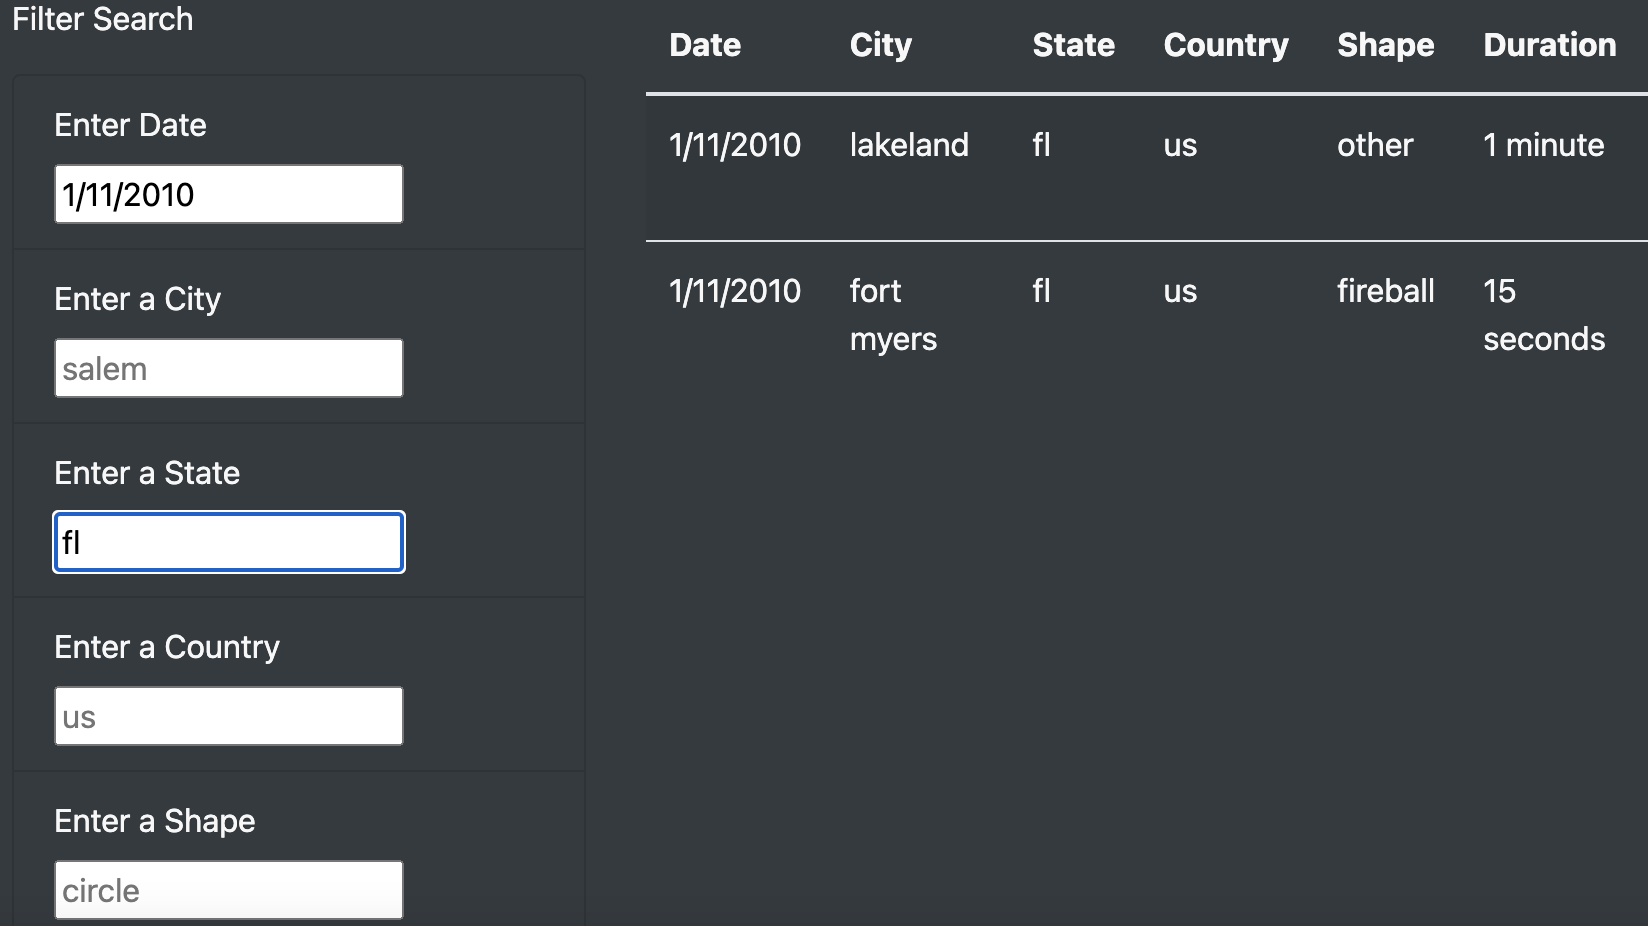 Filter Search
Enter Date
1/11/2010
Enter a City
salem
Enter a State
fl
Enter a Country
us
Enter a Shape
circle
Date City State Country Shape Duration
1/11/2010 lakeland fl us other 1 minute
1/11/2010 fort fl us fireball 15
myers seconds